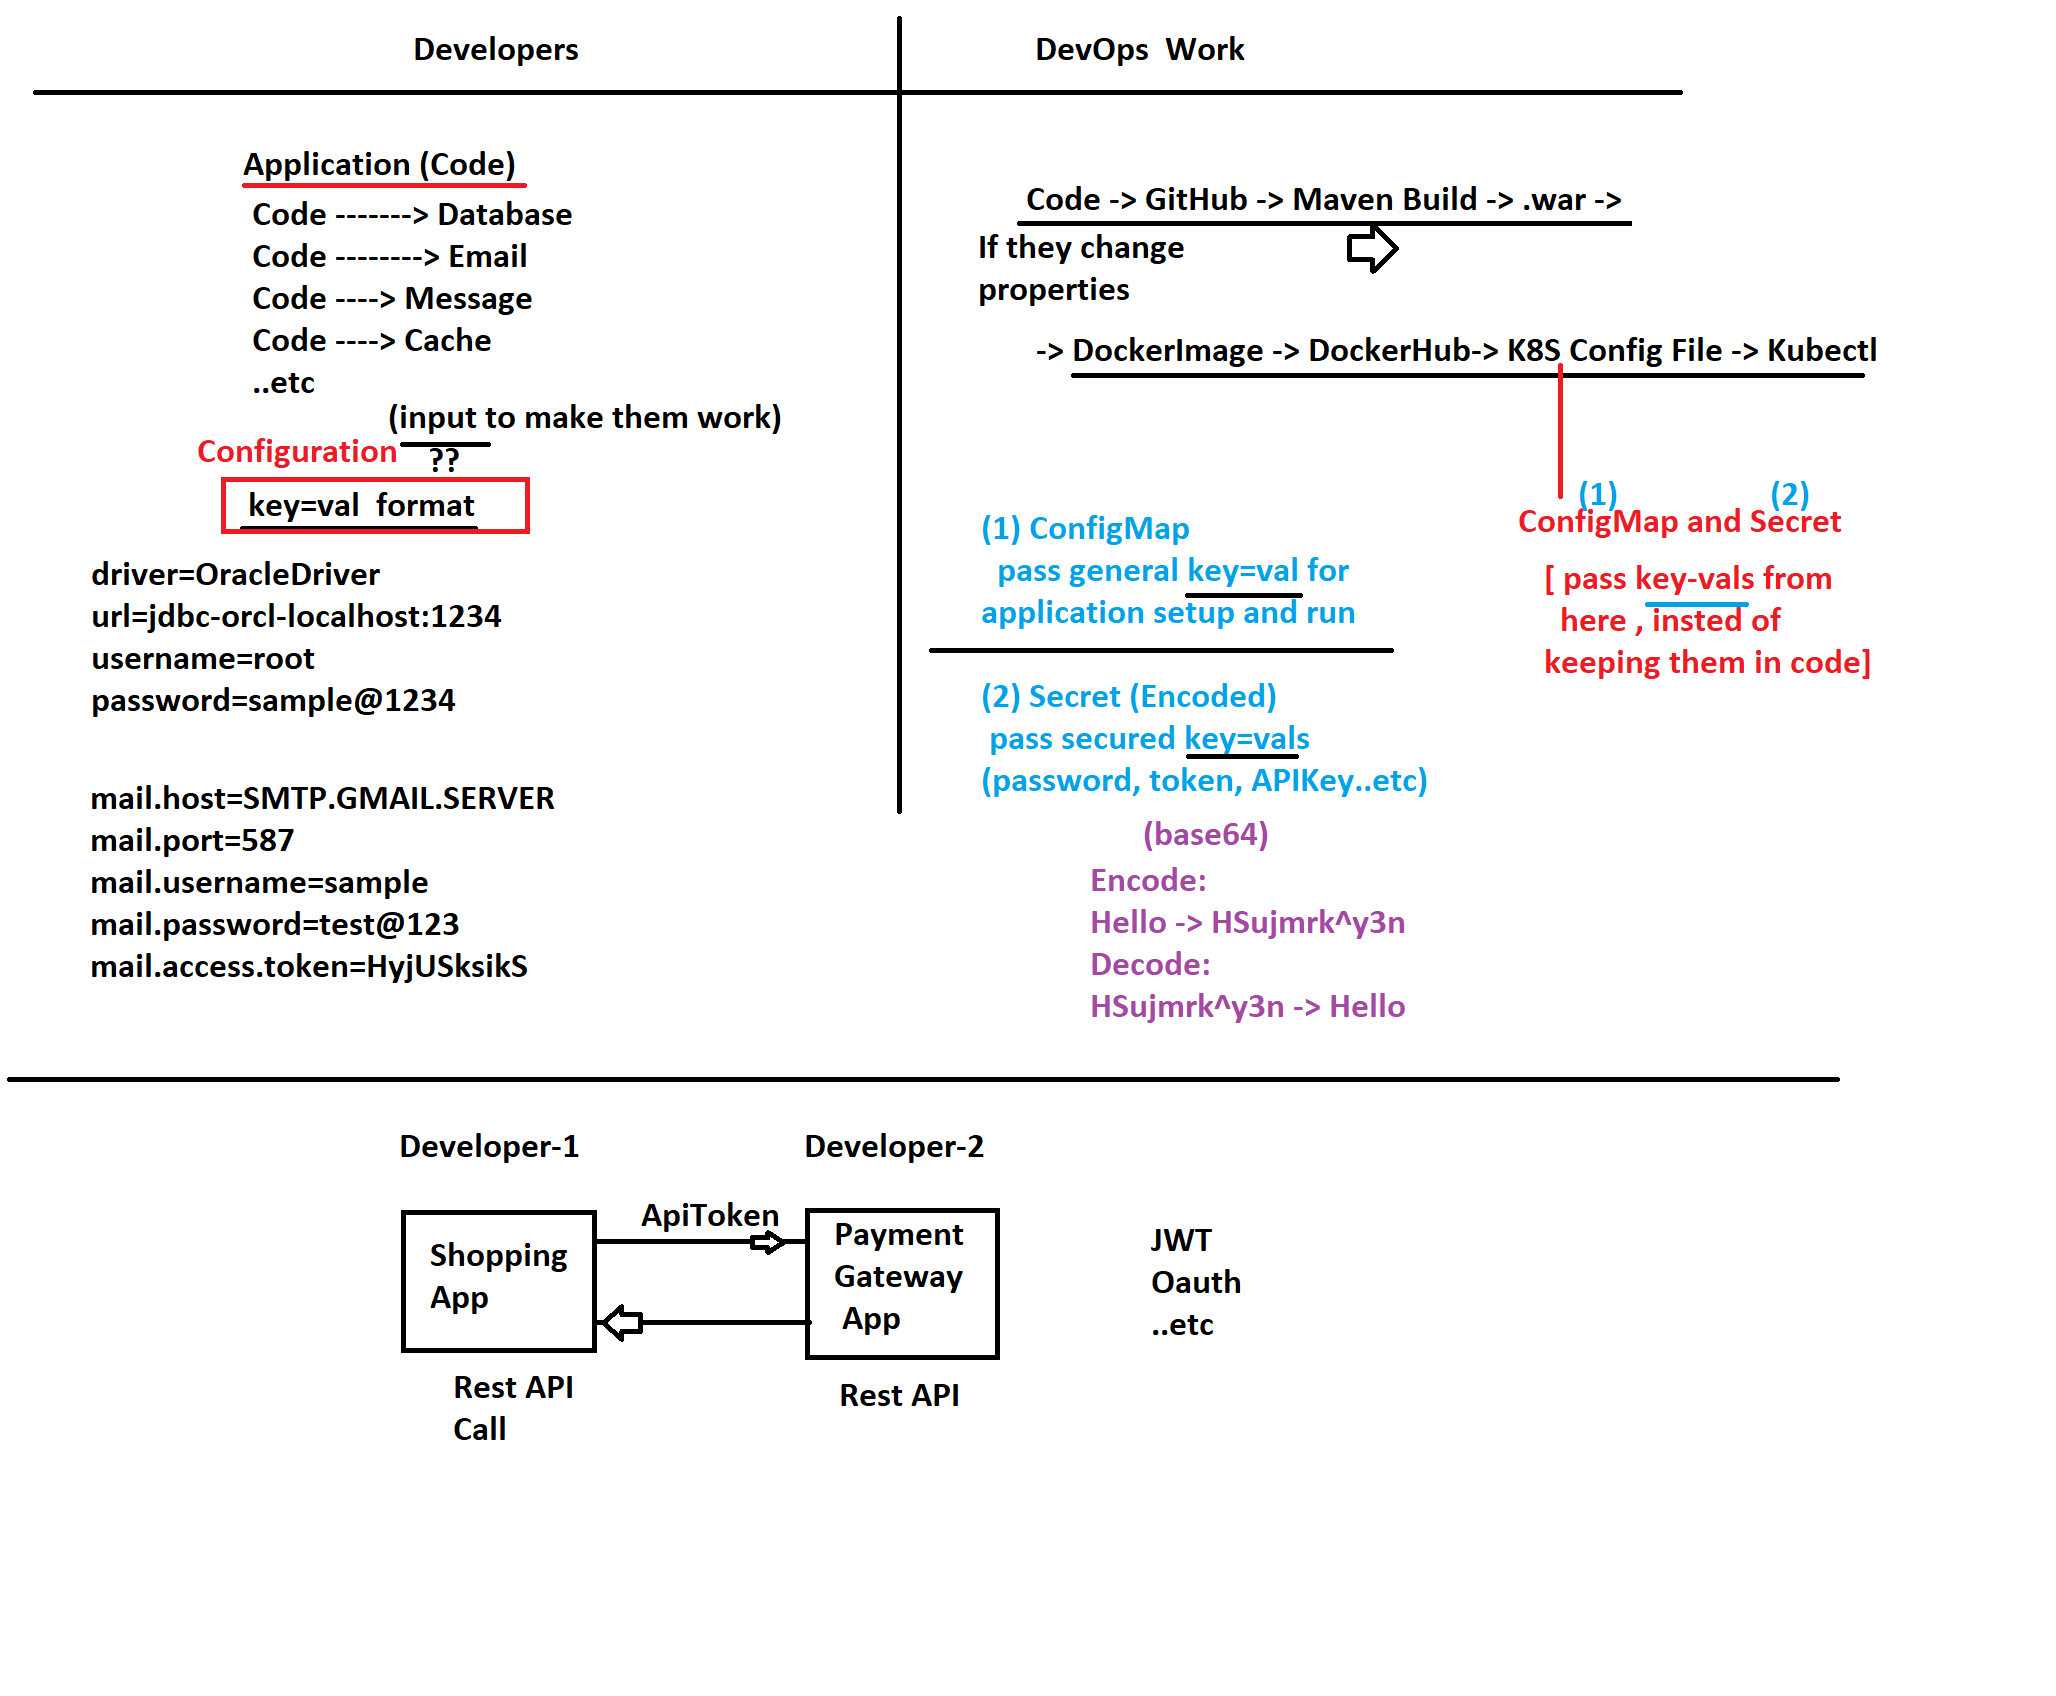 Developers
Application (Code)
Code -------> Database
Code --------> Email
Code ----> Message
Code ----> Cache
..etc
(input to make them work)
Configuration
??
key=val  format
driver=OracleDriver
url=jdbc-orcl-localhost:1234
username=root
password=sample@1234
mail.host=SMTP.GMAIL.SERVER
mail.port=587
mail.username=sample
mail.password=test@123
mail.access.token=HyjUSksikS
DevOps  Work
Code -> GitHub -> Maven Build -> .war ->
If they change
properties
-> DockerImage -> DockerHub-> K8S Config File -> Kubectl
(1) (2)
ConfigMap and Secret
[ pass key-vals from
here , insted of
keeping them in code]
(1) ConfigMap
pass general key=val for
application setup and run
(2) Secret (Encoded)
pass secured key=vals
(password, token, APIKey..etc)
(base64)
Encode:
Hello -> HSujmrk^y3n
Decode:
HSujmrk^y3n -> Hello
Developer-1
Developer-2
ApiToken
Shopping
App
Payment
Gateway
App
Rest API
Call
Rest API
JWT
Oauth
..etc